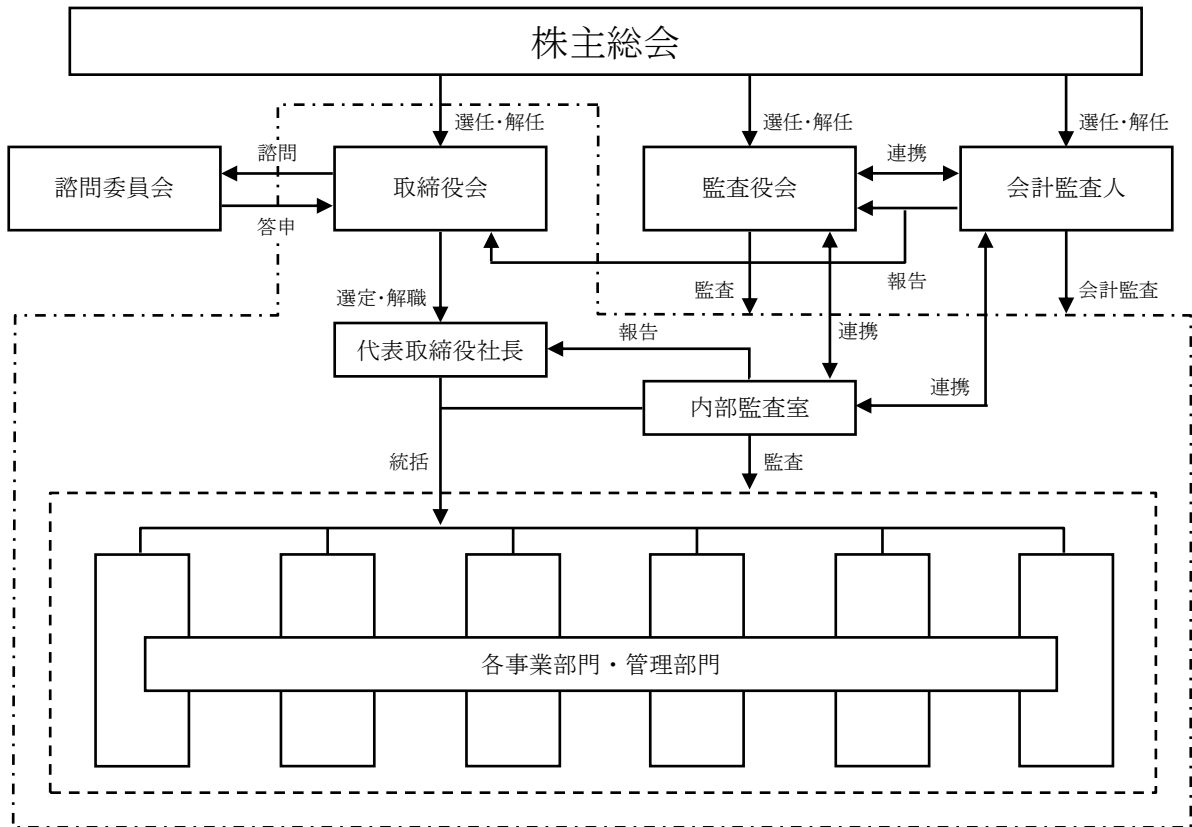 株主総会
選任・解任
選任・解任
選任・解任
諮問委員会
諮問
答申
取締役会
監査役会
連携
会計監査人
報告
選定・解職
監査
会計監査
代表取締役社長
報告
連携
内部監査室
連携
統括
監査
各事業部門・管理部門